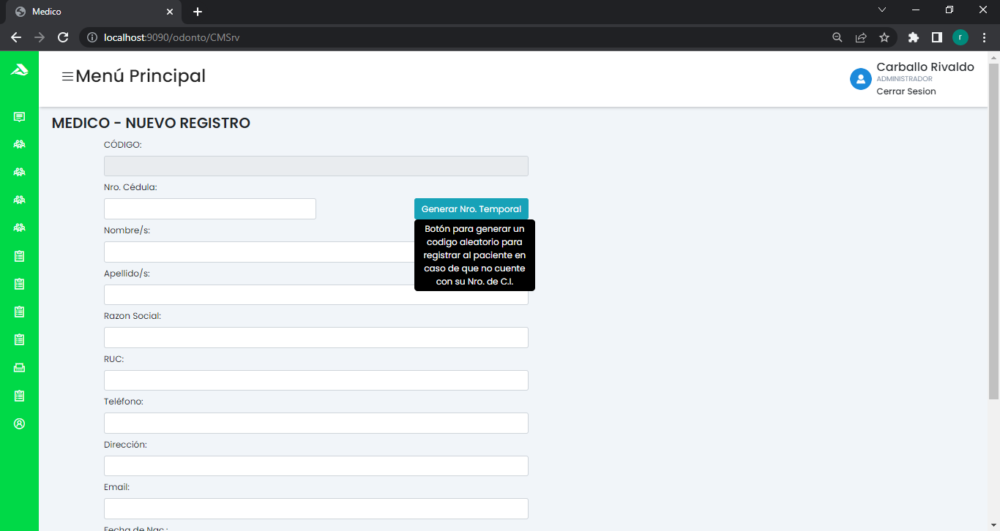 Medico
localhost:9090/odonto/CMSrv
r
Menú Principal
Carballo Rivaldo
ADMINISTRADOR
Cerrar Sesion
MEDICO - NUEVO REGISTRO
CÓDIGO:
Nro. Cédula:
Generar Nro. Temporal
Botón para generar un
codigo aleatorio para
registrar al paciente en
caso de que no cuente
con su Nro. de C.I.
Nombre/s:
Apellido/s:
Razon Social:
RUC:
Teléfono:
Dirección:
Email:
Fecha de Nac.: